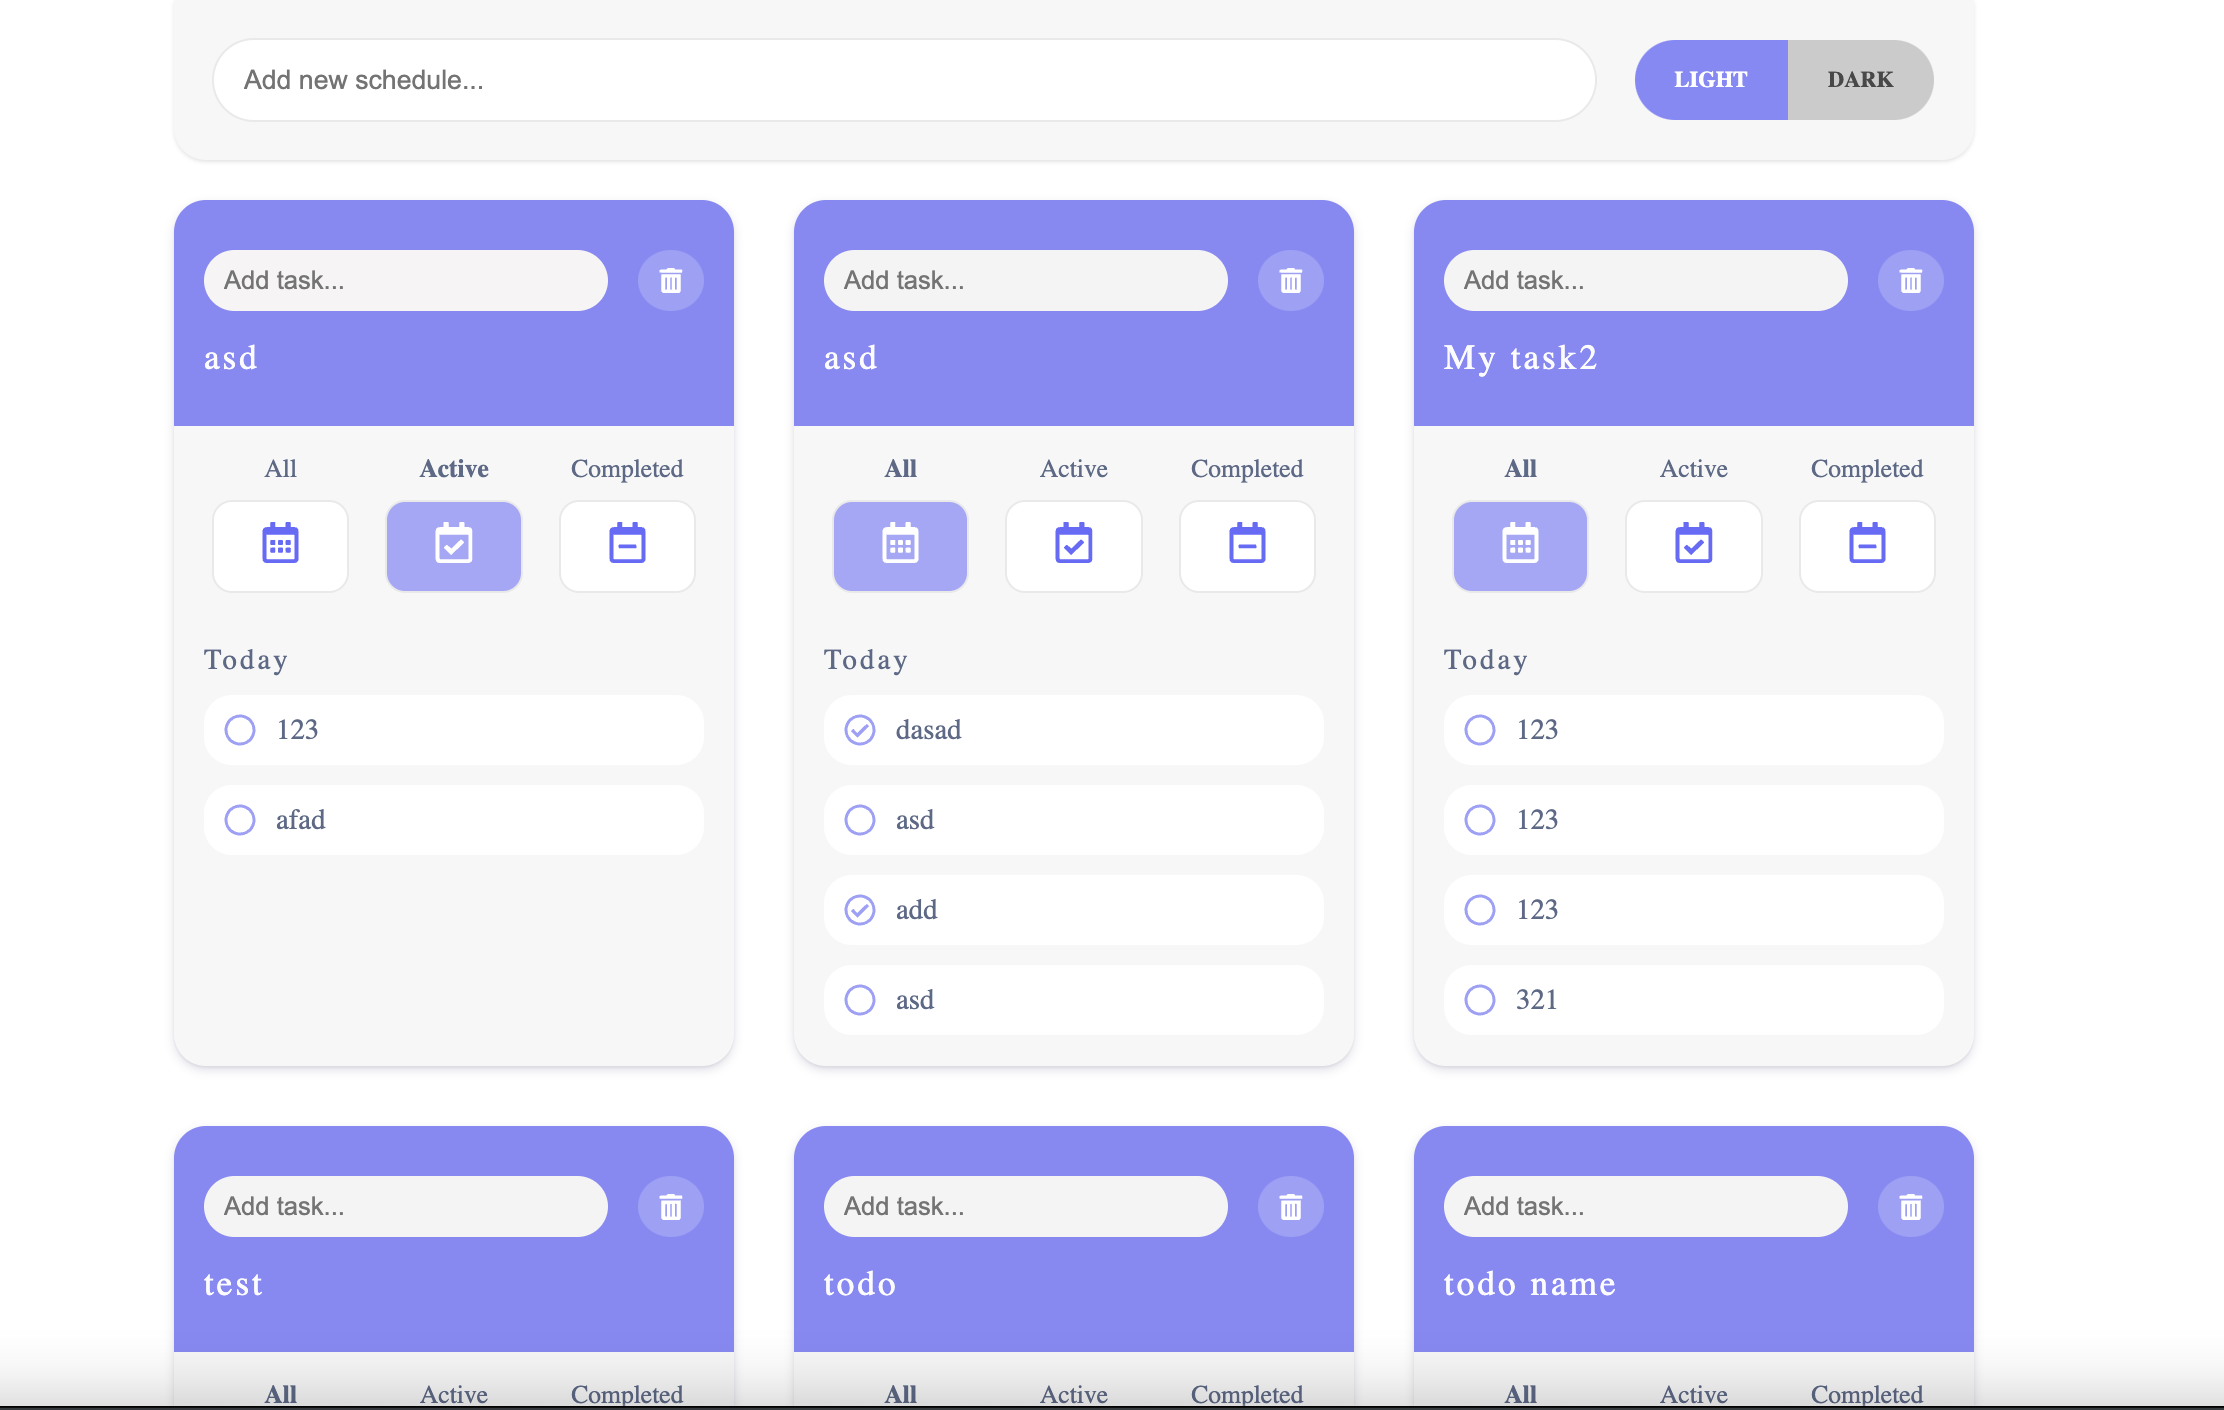 Add new schedule...
LIGHT
DARK
Add task...
asd
All Active Completed
Today
123
afad
Add task...
asd
All Active Completed
Today
dasad
asd
add
asd
Add task...
My task2
All Active Completed
Today
123
123
123
321
Add task...
test
All Active Completed
Add task...
todo
All Active Completed
Add task...
todo name
All Active Completed